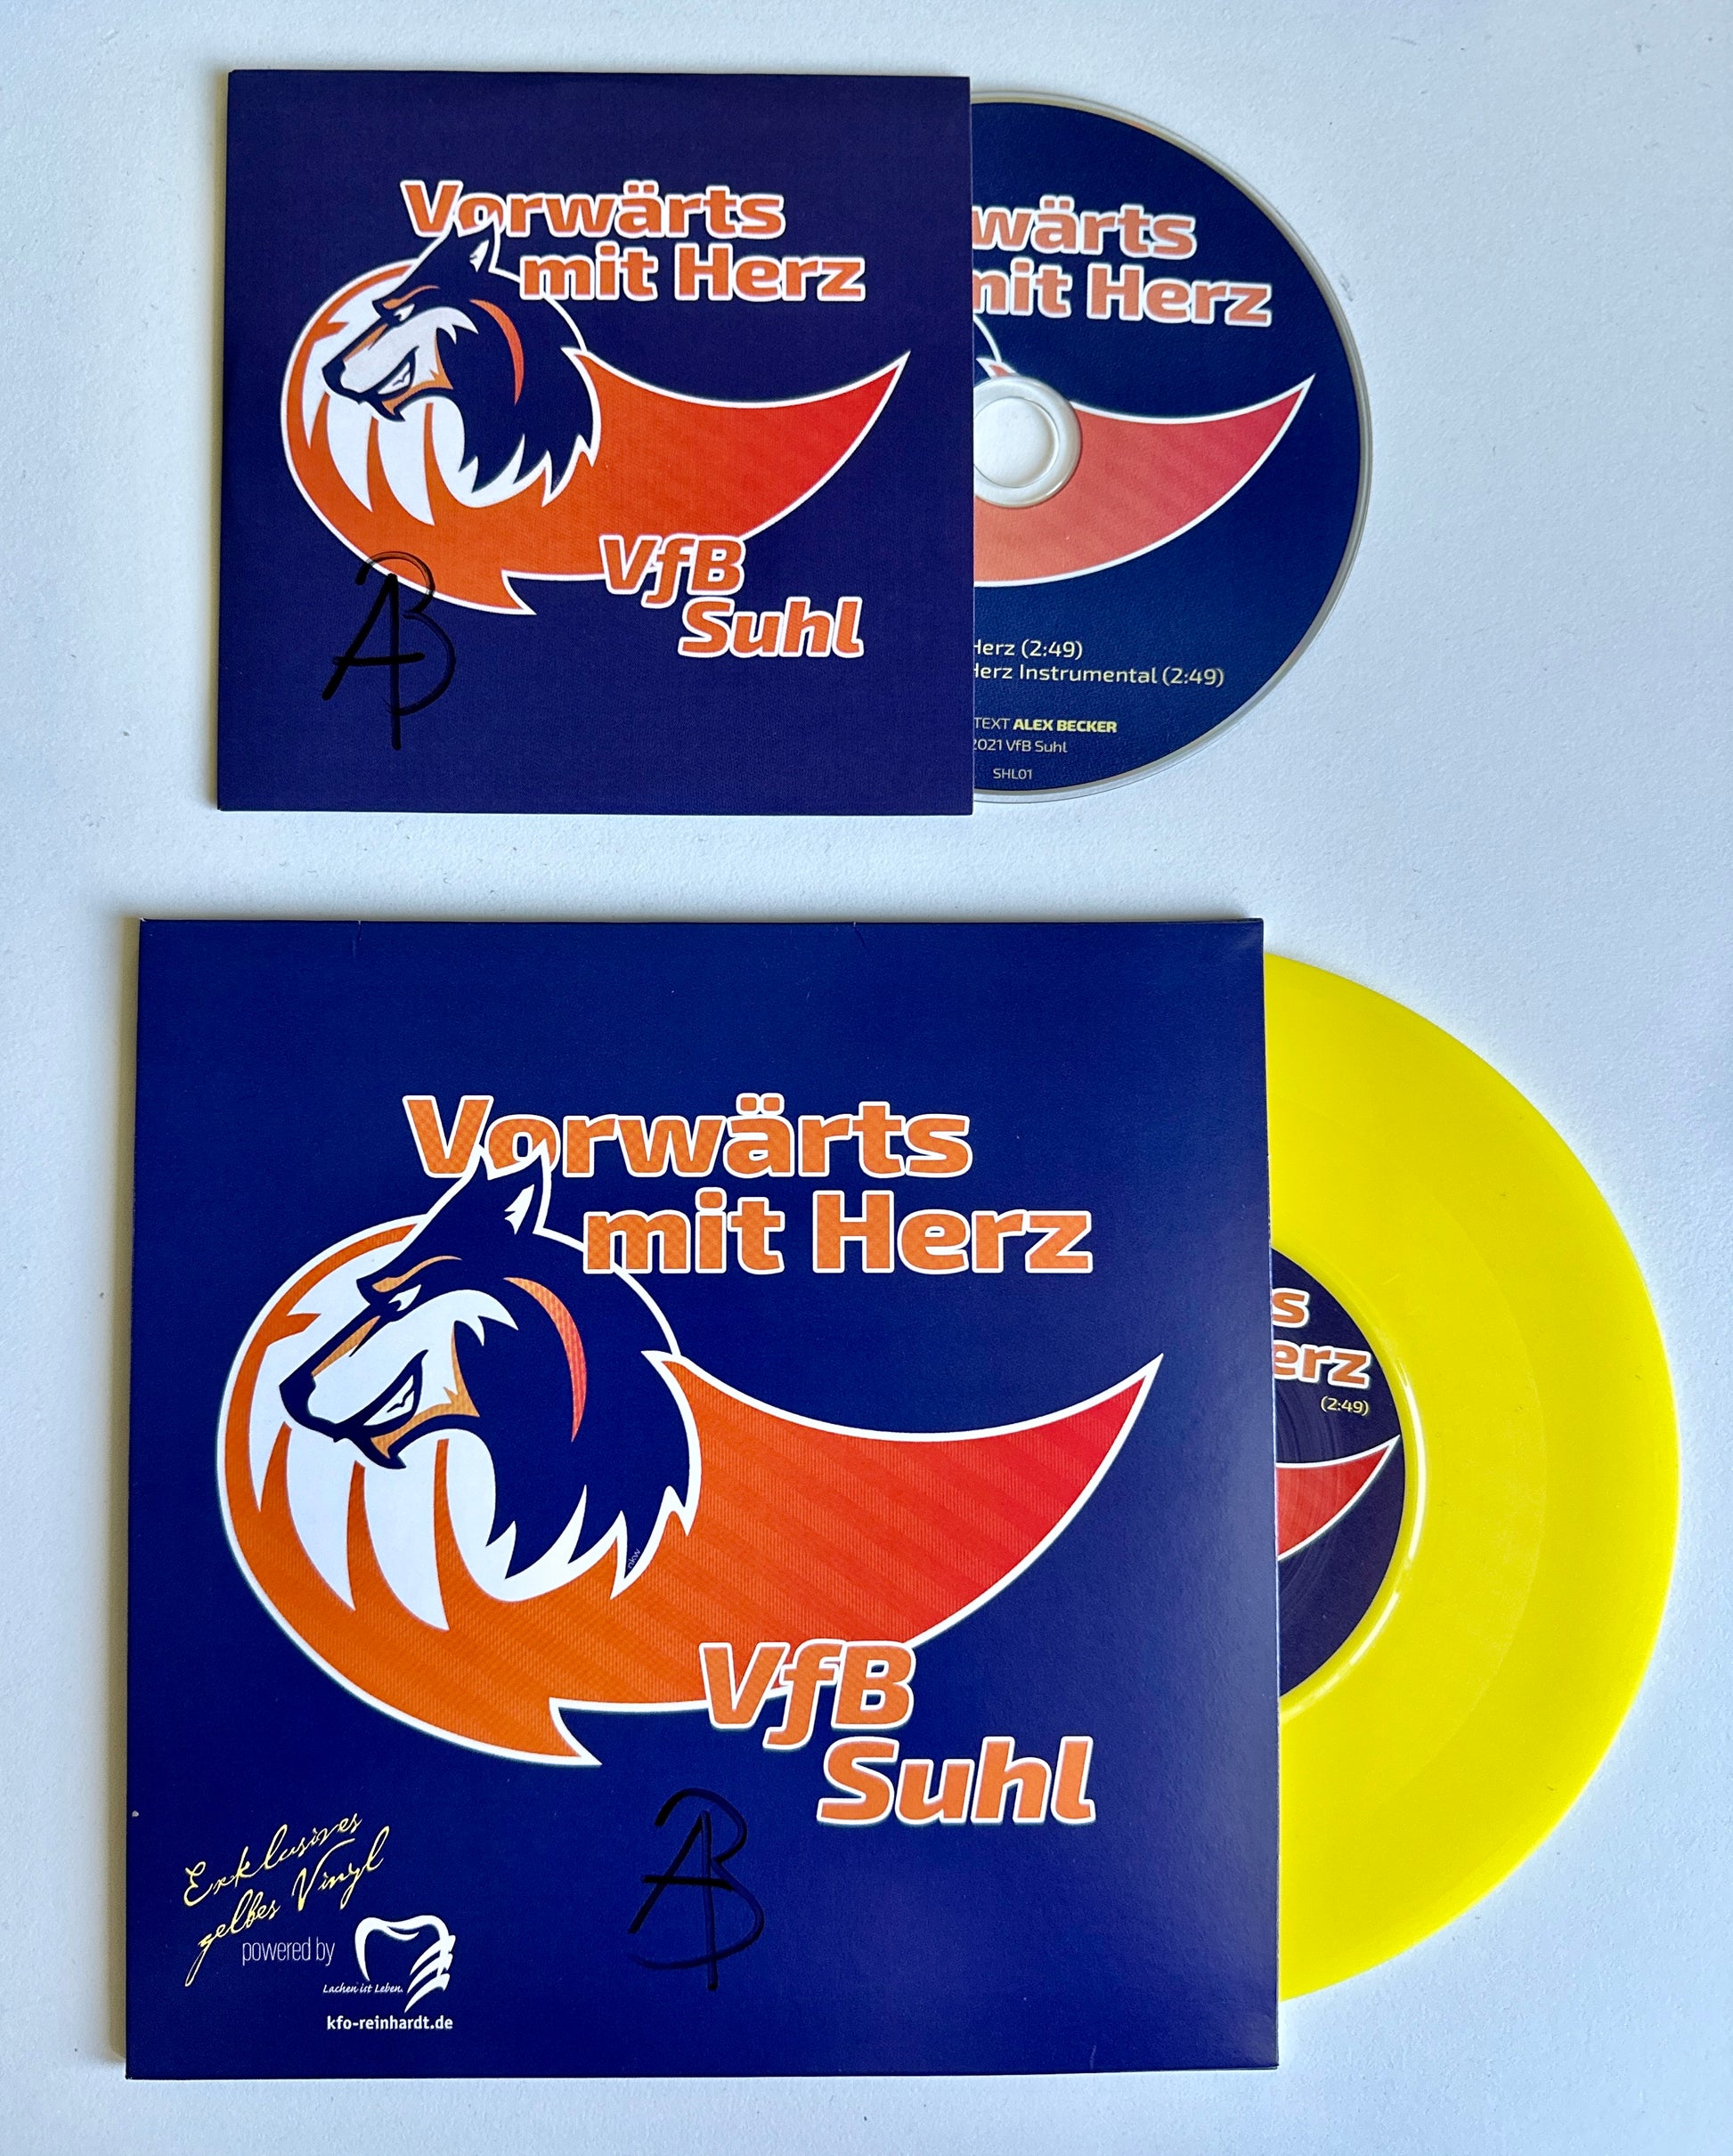 Vorwärts
mit Herz
VfB
Suhl
AB
wärts
mit Herz
Herz (2:49)
Herz Instrumental (2:49)
TEXT ALEX BECKER
2021 VfB Suhl
SHL01
Vorwärts
mit Herz
VfB
Suhl
AB
Exklusives
gelbes Vinyl
powered by
Lachen ist Leben.
kfo-reinhardt.de
s
erz
(2:49)